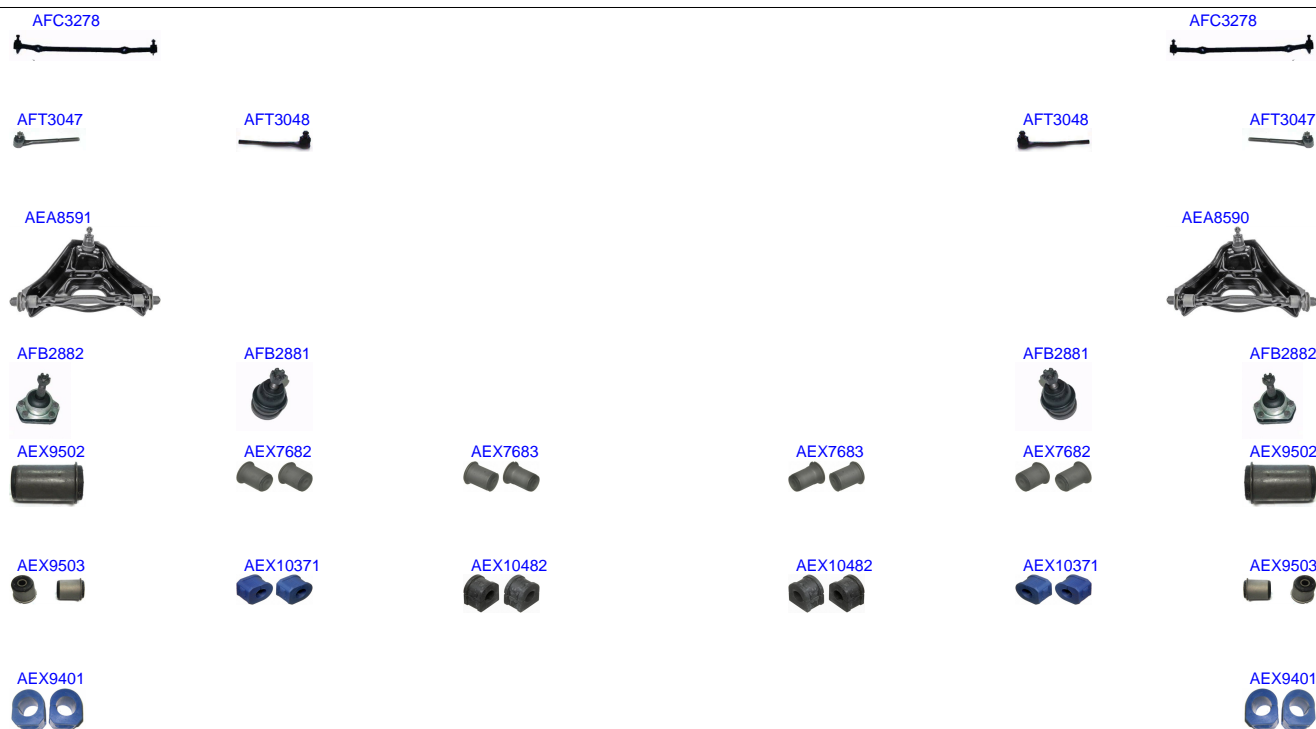 AFC3278 AFC3278
AFT3047 AFT3048 AFT3048 AFT3047
AEA8591 AEA8590
AFB2882 AFB2881 AFB2881 AFB2882
AEX9502 AEX7682 AEX7683 AEX7683 AEX7682 AEX9502
AEX9503 AEX10371 AEX10482 AEX10482 AEX10371 AEX9503
AEX9401 AEX9401